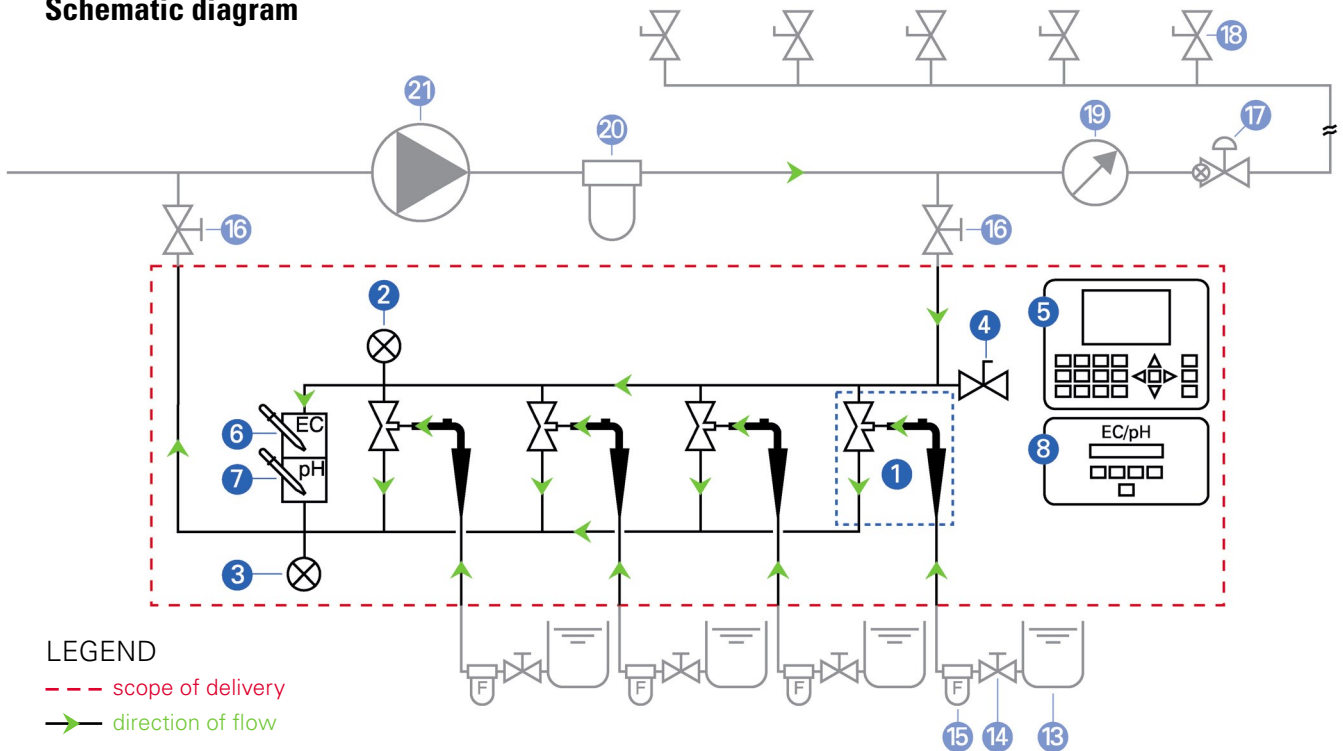 Schematic diagram
18
21
20
19
17
16
16
2
5
4
EC
6
EC/pH
8
pH
7
1
3
LEGEND
scope of delivery
direction of flow
F
F
F
F
15
14
13